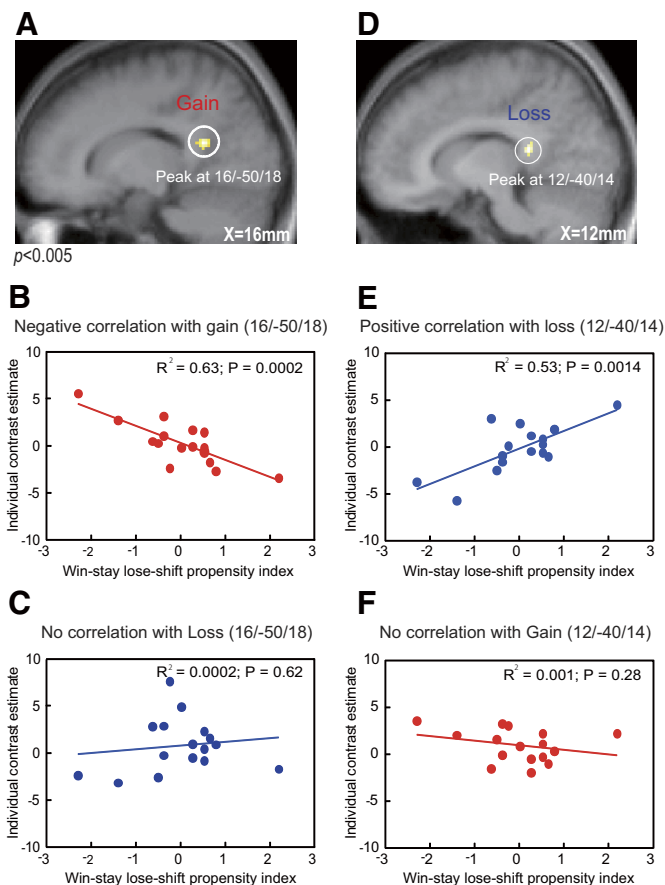 A
Gain
Peak at 16/-50/18
X=16mm
p<0.005
B
Negative correlation with gain (16/-50/18)
R² = 0.63; P = 0.0002
Individual contrast estimate
10
5
0
-5
-10
-3 -2 -1 0 1 2 3
Win-stay lose-shift propensity index
C
No correlation with Loss (16/-50/18)
R² = 0.0002; P = 0.62
Individual contrast estimate
10
5
0
-5
-10
-3 -2 -1 0 1 2 3
Win-stay lose-shift propensity index
D
Loss
Peak at 12/-40/14
X=12mm
E
Positive correlation with loss (12/-40/14)
R² = 0.53; P = 0.0014
Individual contrast estimate
10
5
0
-5
-10
-3 -2 -1 0 1 2 3
Win-stay lose-shift propensity index
F
No correlation with Gain (12/-40/14)
R² = 0.001; P = 0.28
Individual contrast estimate
10
5
0
-5
-10
-3 -2 -1 0 1 2 3
Win-stay lose-shift propensity index